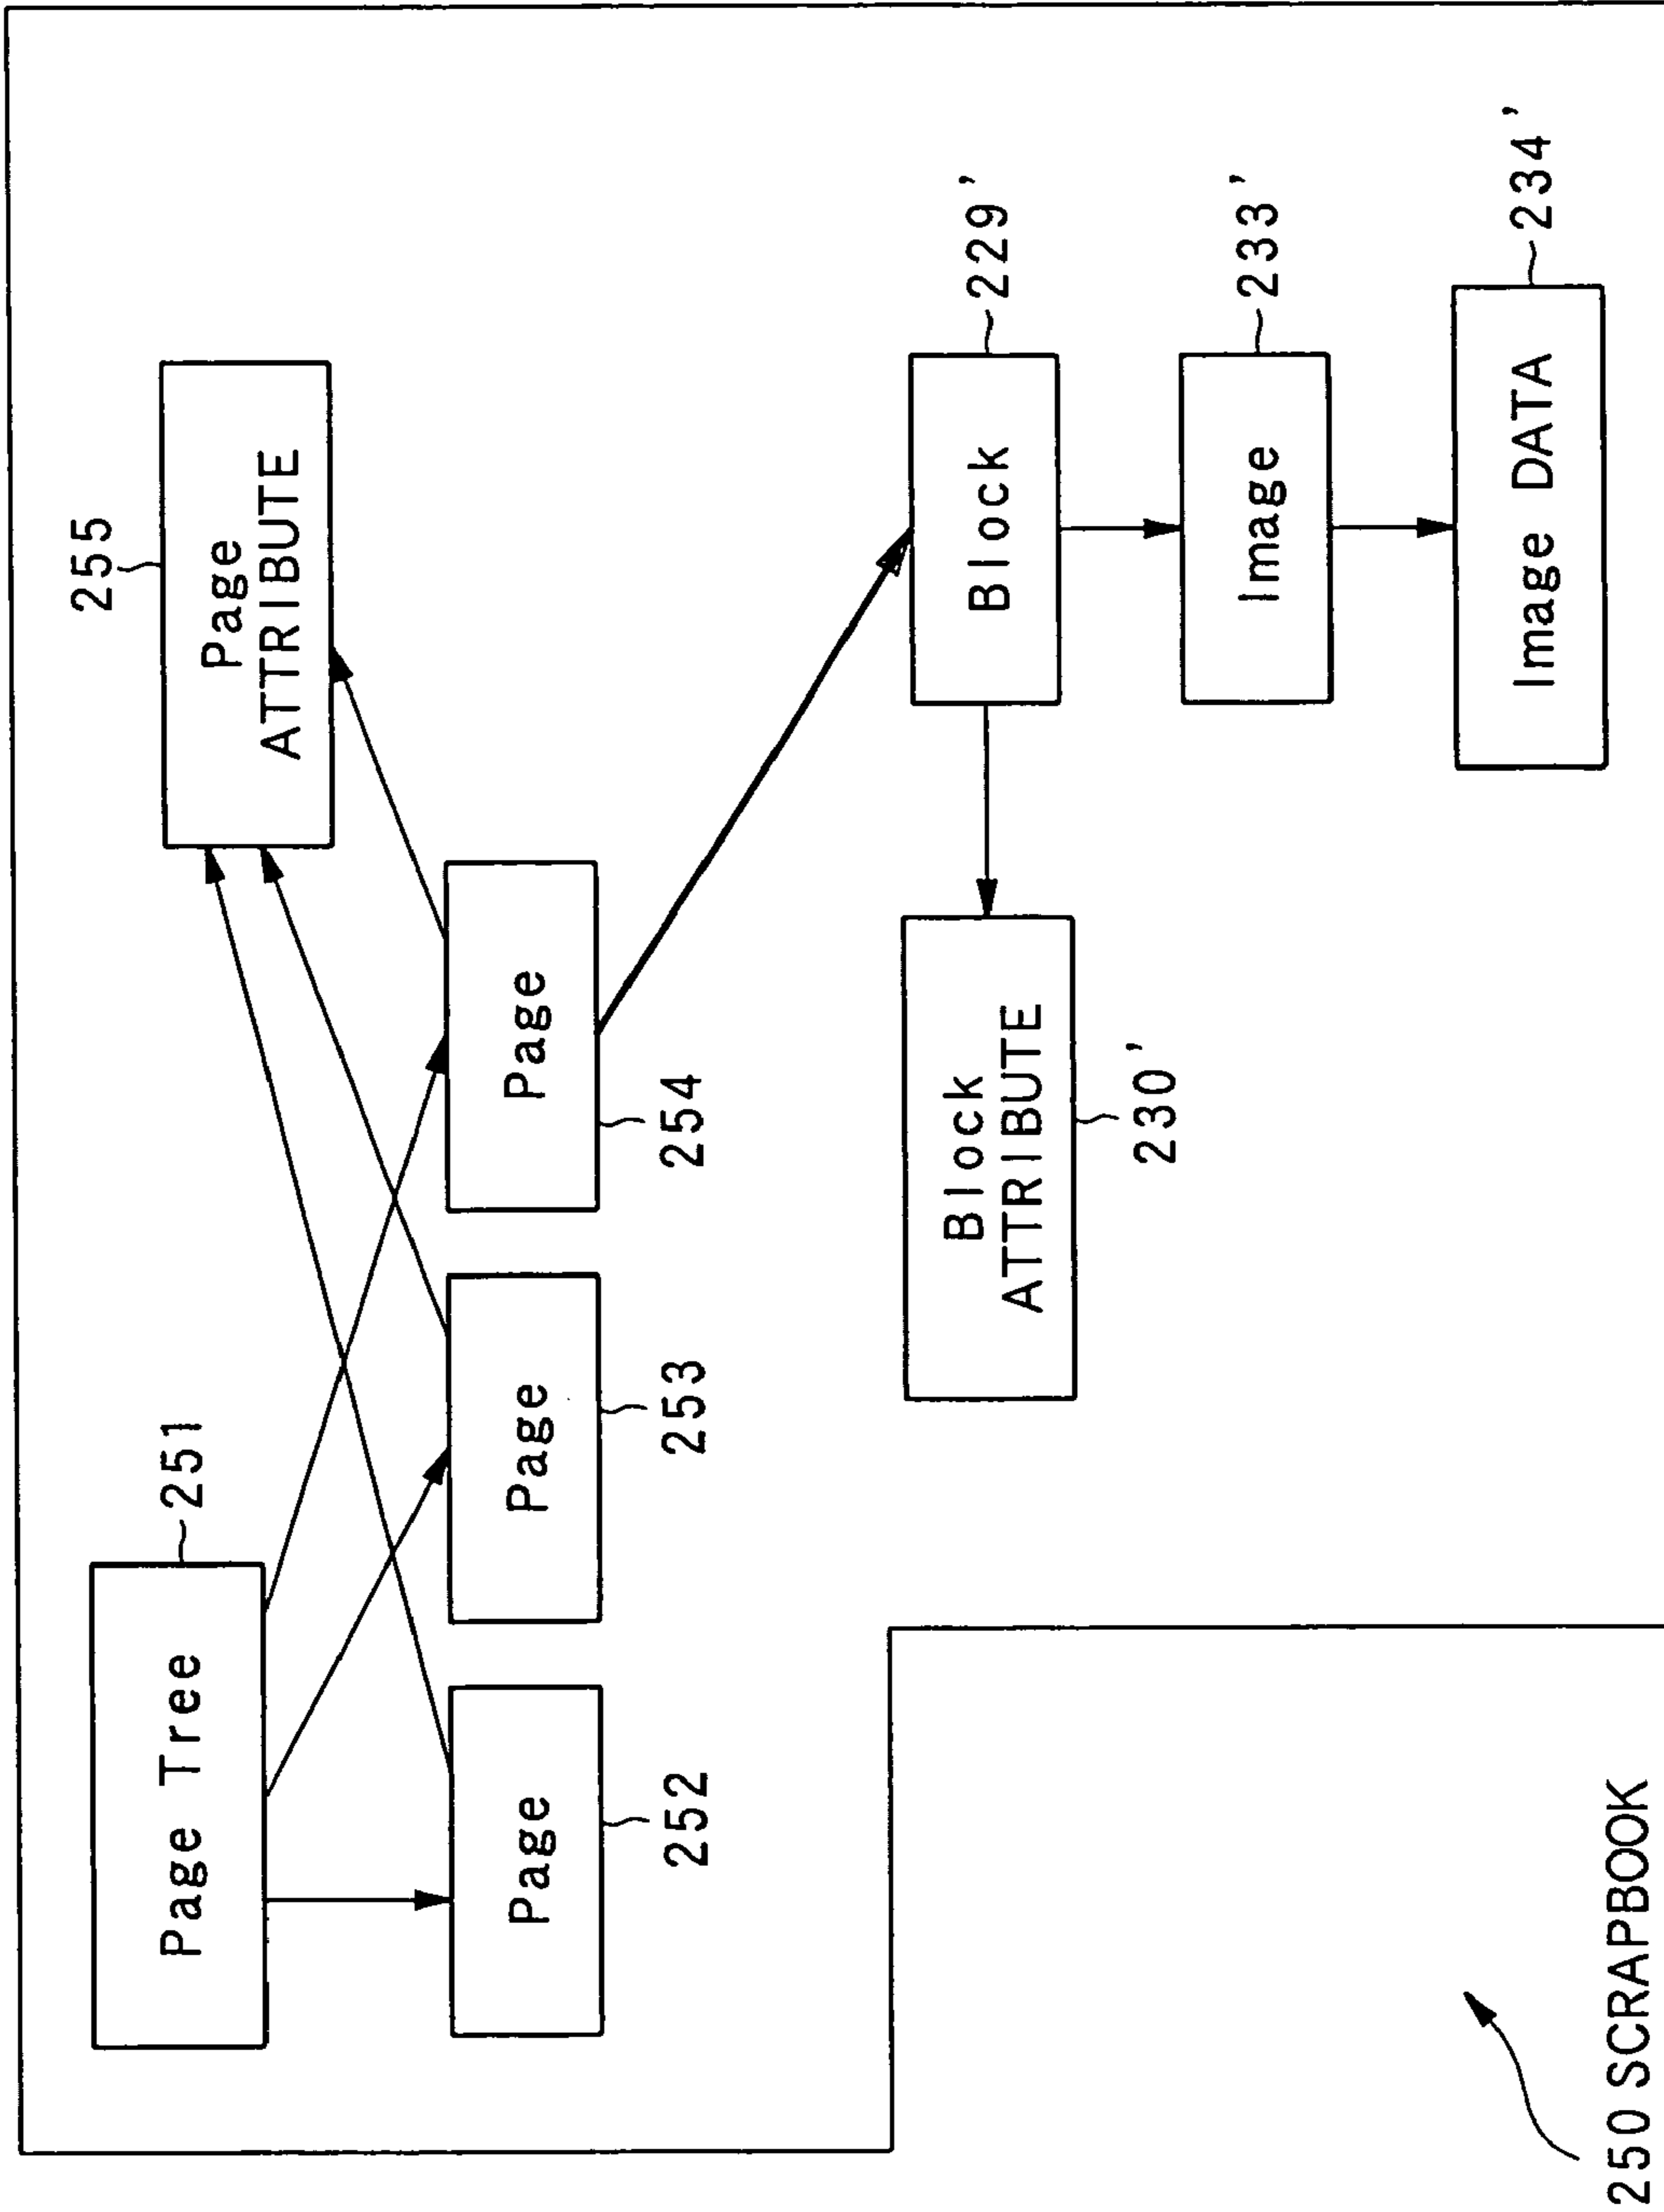 255
251
Page
ATTRIBUTE
Page Tree
Page
Page
Page
252
253
254
229'
Block
ATTRIBUTE
Block
230'
233'
Image
234'
Image DATA
250 SCRAPBOOK